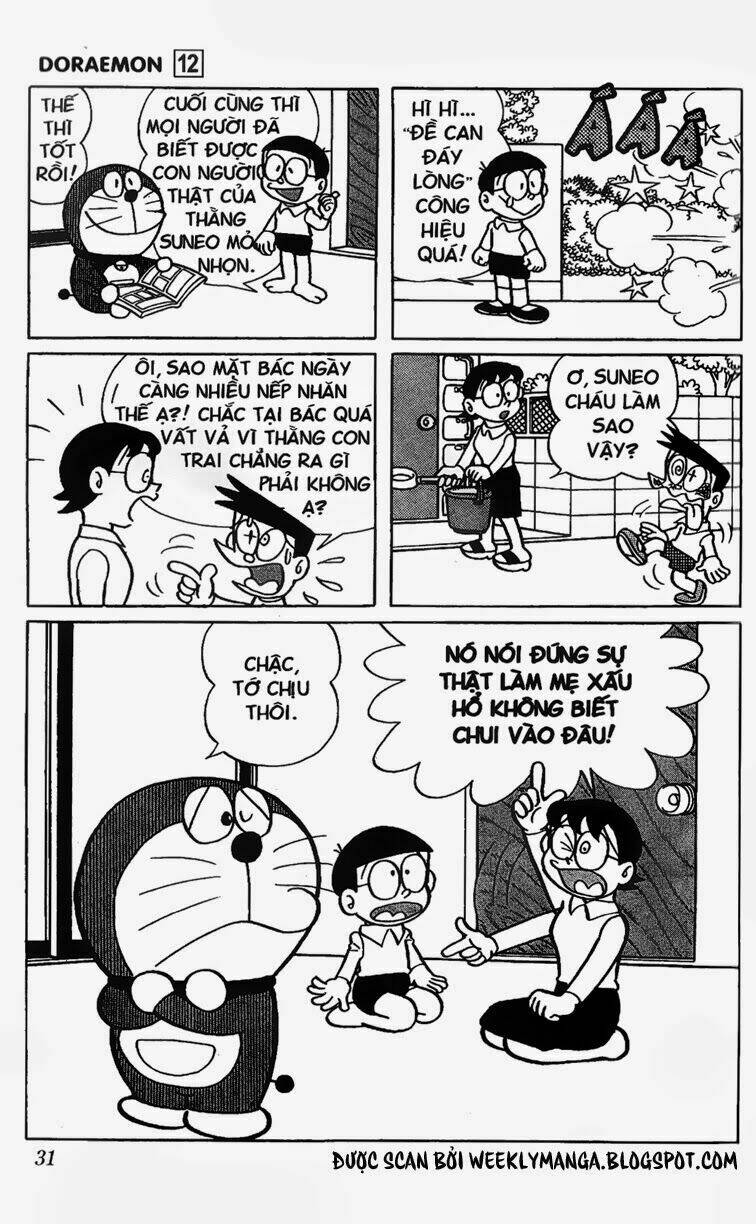 DORAEMON 12
Á Á Á
HÌ HÌ...
“ĐỀ CAN
ĐÁY
LÒNG”
CÔNG
HIỆU
QUÁ!
CUỐI CÙNG THÌ
MỌI NGƯỜI ĐÃ
BIẾT ĐƯỢC
CON NGƯỜI
THẬT CỦA
THẰNG
SUNEO MỎ
NHỌN.
THẾ
THÌ
TỐT
RỒI!
Ơ, SUNEO
CHÁU LÀM
SAO
VẬY?
ÔI, SAO MẶT BÁC NGÀY
CÀNG NHIỀU NẾP NHĂN
THẾ Ạ?! CHẮC TẠI BÁC QUÁ
VẤT VẢ VÌ THẰNG CON
TRAI CHẲNG RA GÌ
PHẢI KHÔNG
Ạ?
NÓ NÓI ĐÚNG SỰ
THẬT LÀM MẸ XẤU
HỔ KHÔNG BIẾT
CHUI VÀO ĐÂU!
CHẬC,
TỚ CHỊU
THÔI.
31
ĐƯỢC SCAN BỞI WEEKLYMANGA.BLOGSPOT.COM